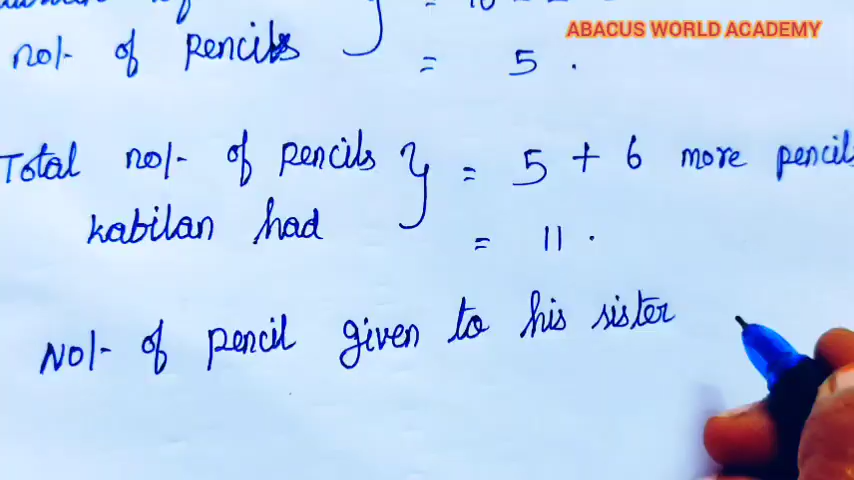 ABACUS WORLD ACADEMY
no/- of pencils
= 5 .
Total no/- of pencils } = 5 + 6 more pencils
kabilan had = 11 .
No/- of pencil given to his sister